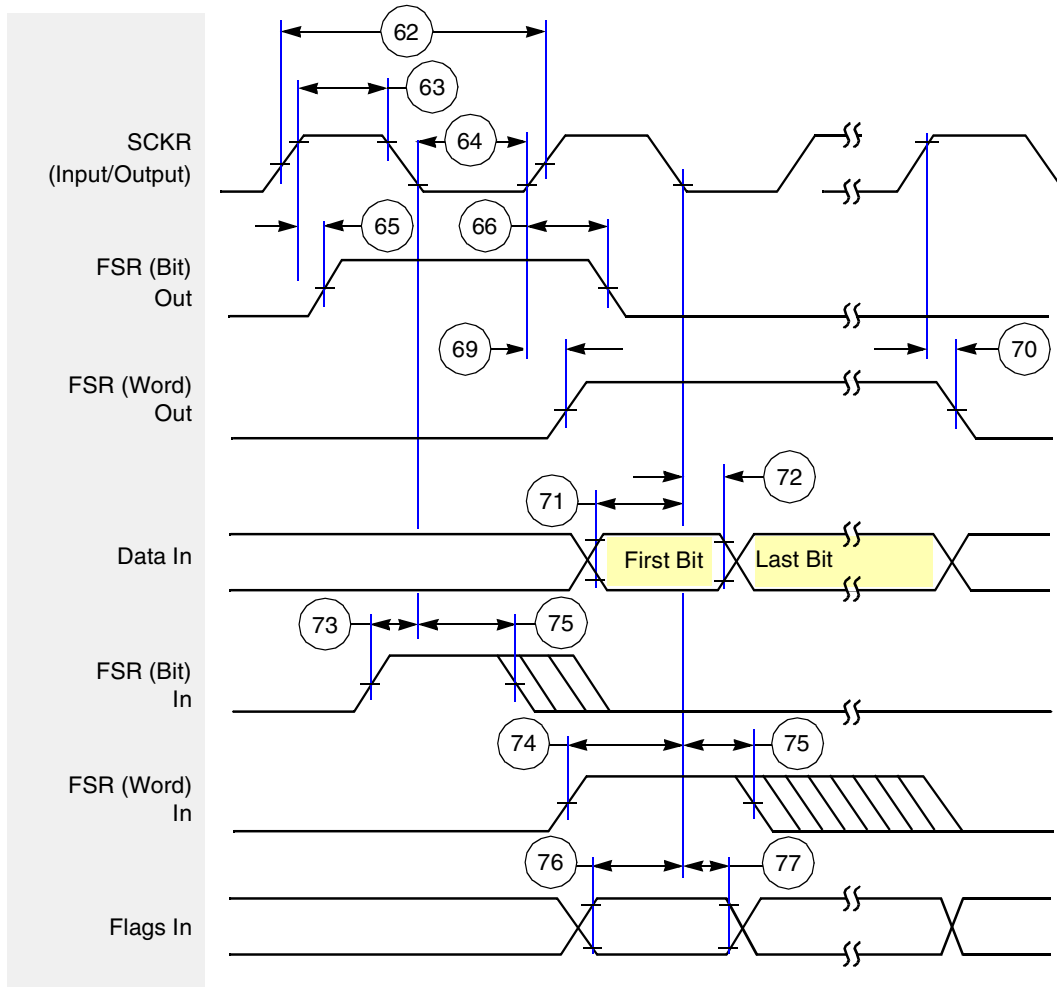 62
63
SCKR
(Input/Output)
64
65
66
FSR (Bit)
Out
69
70
FSR (Word)
Out
72
71
Data In
First Bit
Last Bit
73
75
FSR (Bit)
In
74
75
FSR (Word)
In
76
77
Flags In